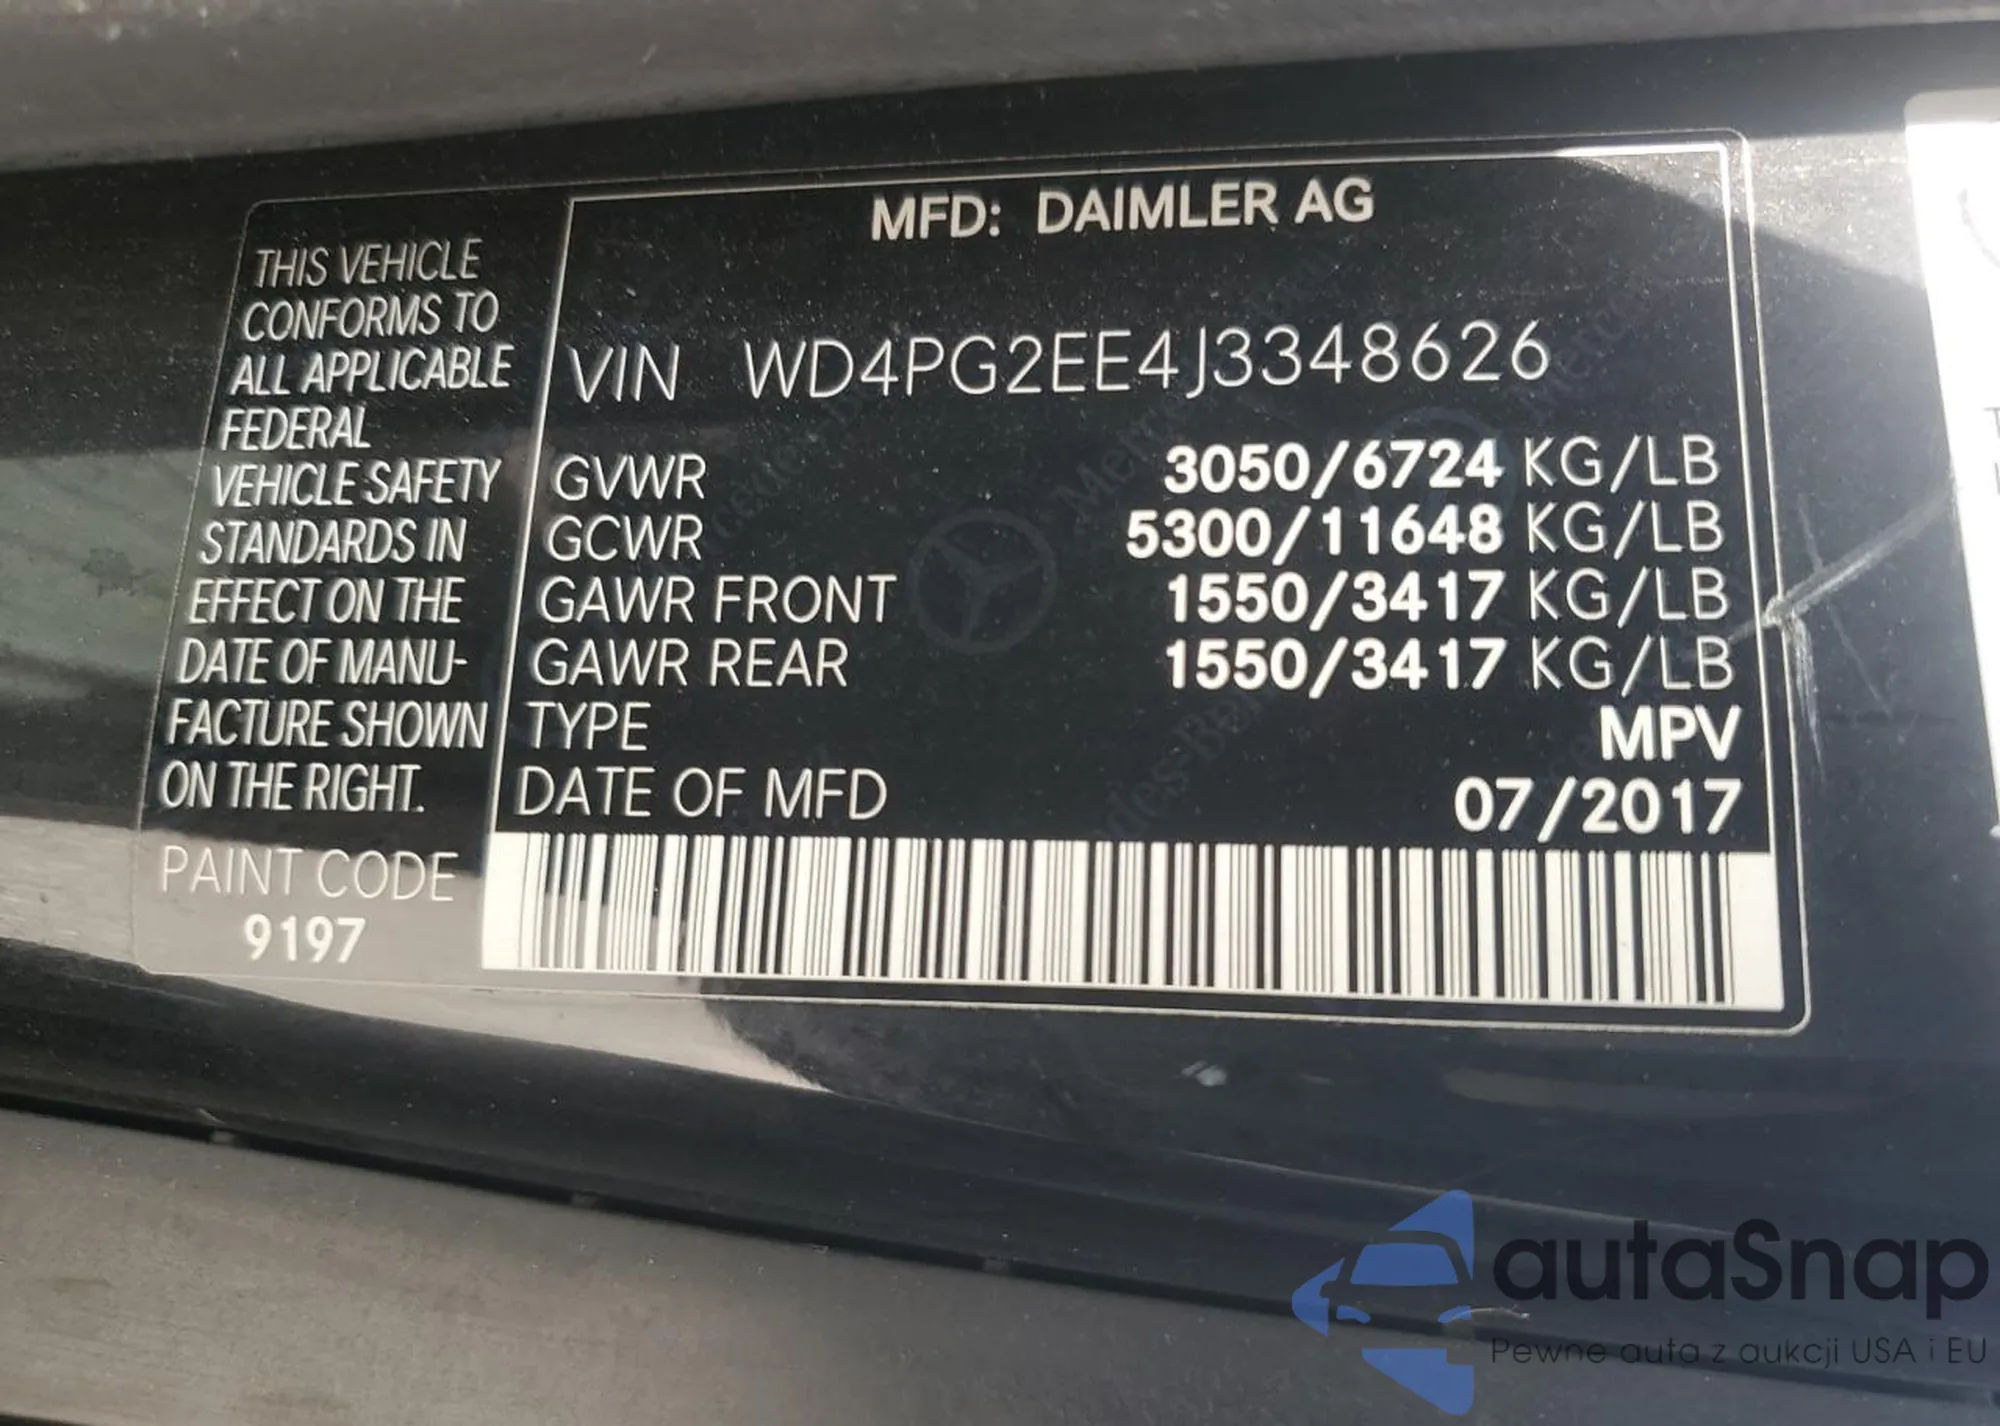 MFD: DAIMLER AG
THIS VEHICLE
CONFORMS TO
ALL APPLICABLE
FEDERAL
VEHICLE SAFETY
STANDARDS IN
EFFECT ON THE
DATE OF MANU-
FACTURE SHOWN
ON THE RIGHT.
PAINT CODE
9197
VIN WD4PG2EE4J3348626
GVWR 3050/6724 KG/LB
GCWR 5300/11648 KG/LB
GAWR FRONT 1550/3417 KG/LB
GAWR REAR 1550/3417 KG/LB
TYPE MPV
DATE OF MFD 07/2017
autaSnap
Pewne auta z aukcji USA i EU